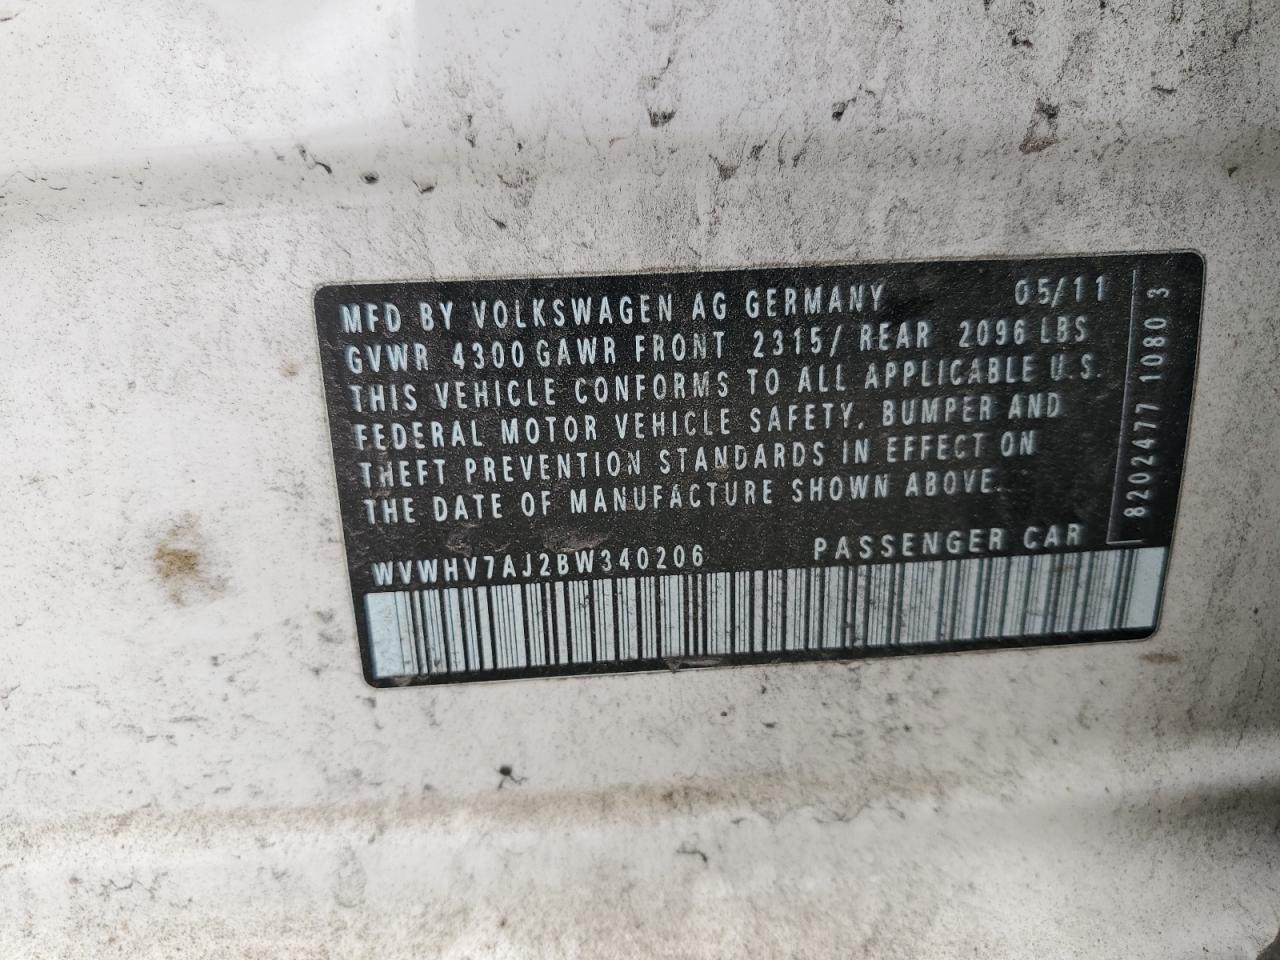 MFD BY VOLKSWAGEN AG GERMANY 05/11
GVWR 4300 GAWR FRONT 2315/ REAR 2096 LBS
THIS VEHICLE CONFORMS TO ALL APPLICABLE U.S.
FEDERAL MOTOR VEHICLE SAFETY, BUMPER AND
THEFT PREVENTION STANDARDS IN EFFECT ON
THE DATE OF MANUFACTURE SHOWN ABOVE.
WVWHV7AJ2BW340206 PASSENGER CAR
8202477 1080 3